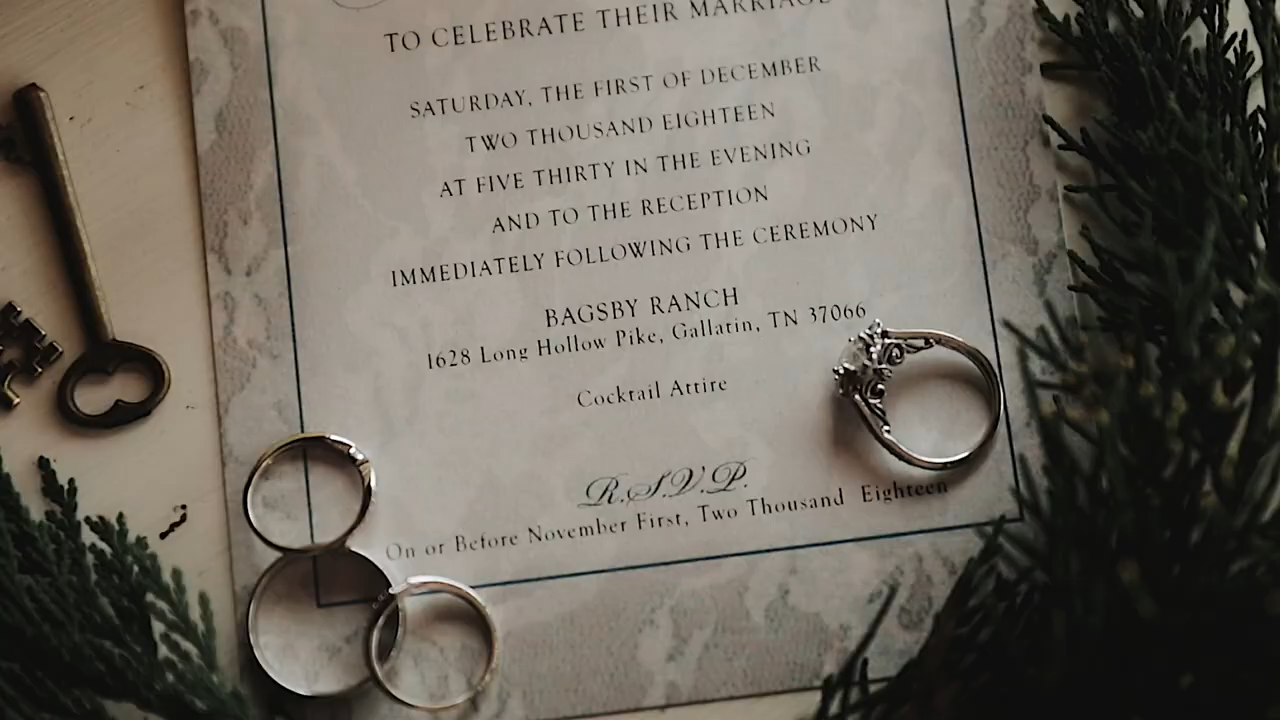 TO CELEBRATE THEIR MARRIAGE
SATURDAY, THE FIRST OF DECEMBER
TWO THOUSAND EIGHTEEN
AT FIVE THIRTY IN THE EVENING
AND TO THE RECEPTION
IMMEDIATELY FOLLOWING THE CEREMONY
BAGSBY RANCH
1628 Long Hollow Pike, Gallatin, TN 37066
Cocktail Attire
R.S.V.P.
On or Before November First, Two Thousand Eighteen